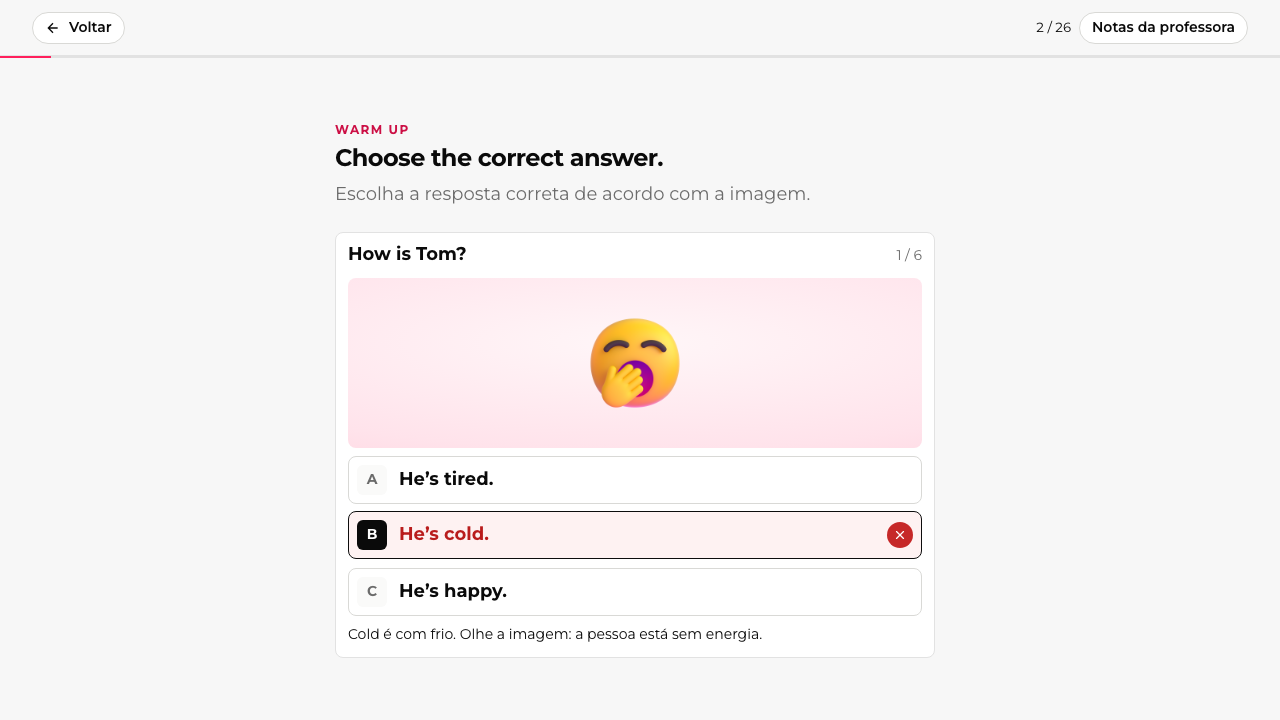 Voltar
2 / 26
Notas da professora
WARM UP
Choose the correct answer.
Escolha a resposta correta de acordo com a imagem.
How is Tom?
1 / 6
A He’s tired.
B He’s cold.
C He’s happy.
Cold é com frio. Olhe a imagem: a pessoa está sem energia.